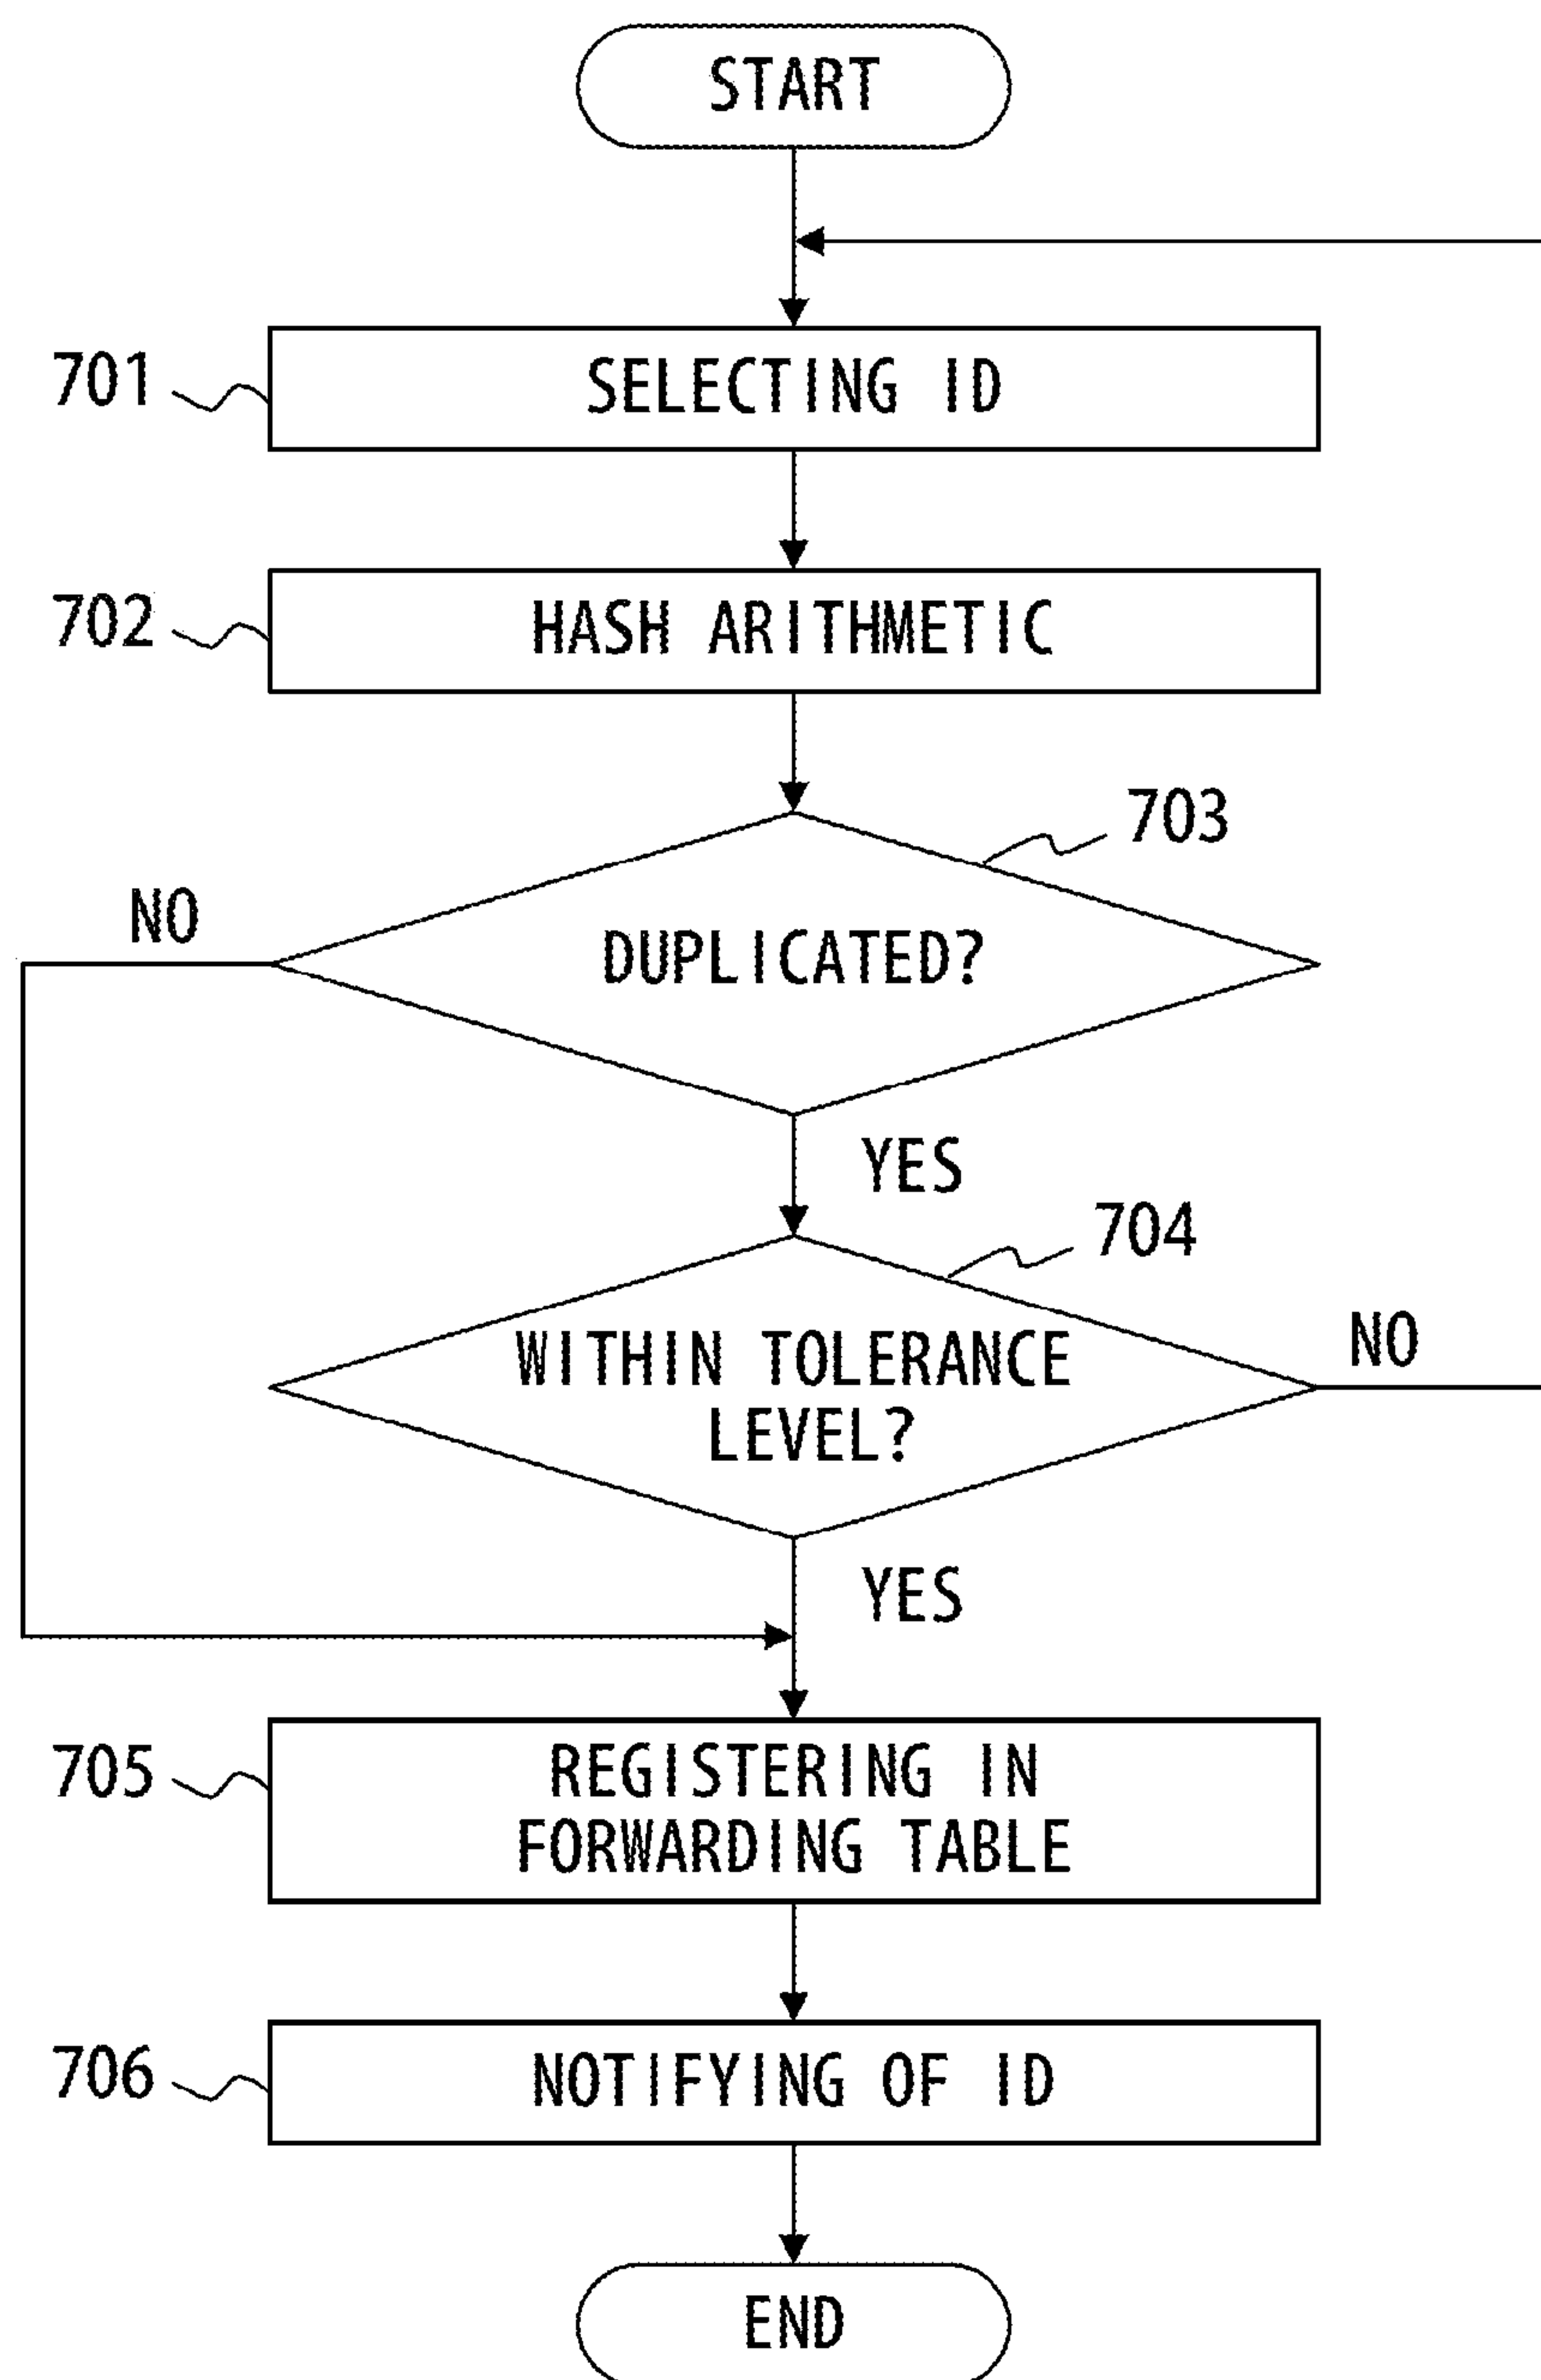 START
701
SELECTING ID
702
HASH ARITHMETIC
703
NO
DUPLICATED?
YES
704
WITHIN TOLERANCE
LEVEL?
NO
YES
705
REGISTERING IN
FORWARDING TABLE
706
NOTIFYING OF ID
END